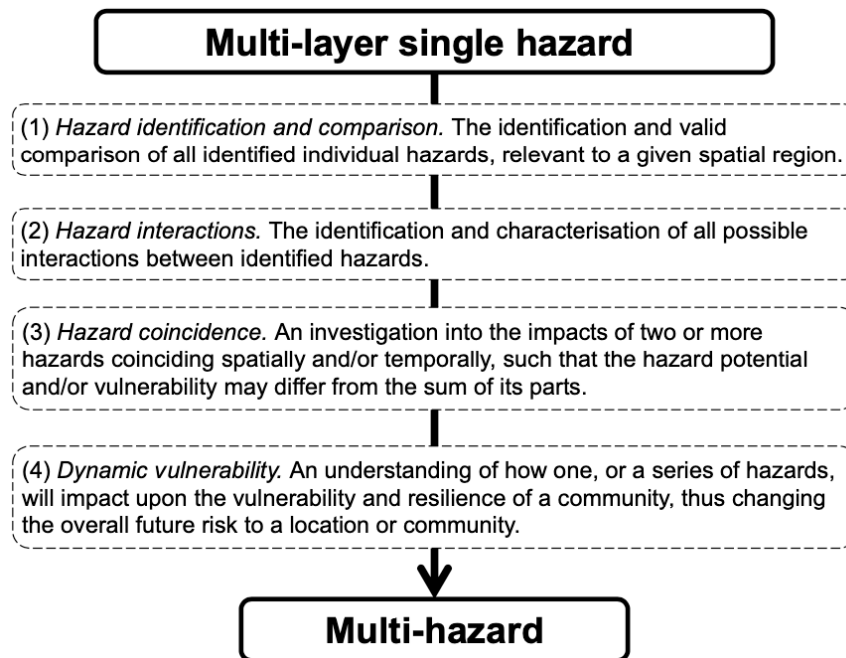 Multi-layer single hazard
(1) Hazard identification and comparison. The identification and valid
comparison of all identified individual hazards, relevant to a given spatial region.
(2) Hazard interactions. The identification and characterisation of all possible
interactions between identified hazards.
(3) Hazard coincidence. An investigation into the impacts of two or more
hazards coinciding spatially and/or temporally, such that the hazard potential
and/or vulnerability may differ from the sum of its parts.
(4) Dynamic vulnerability. An understanding of how one, or a series of hazards,
will impact upon the vulnerability and resilience of a community, thus changing
the overall future risk to a location or community.
Multi-hazard